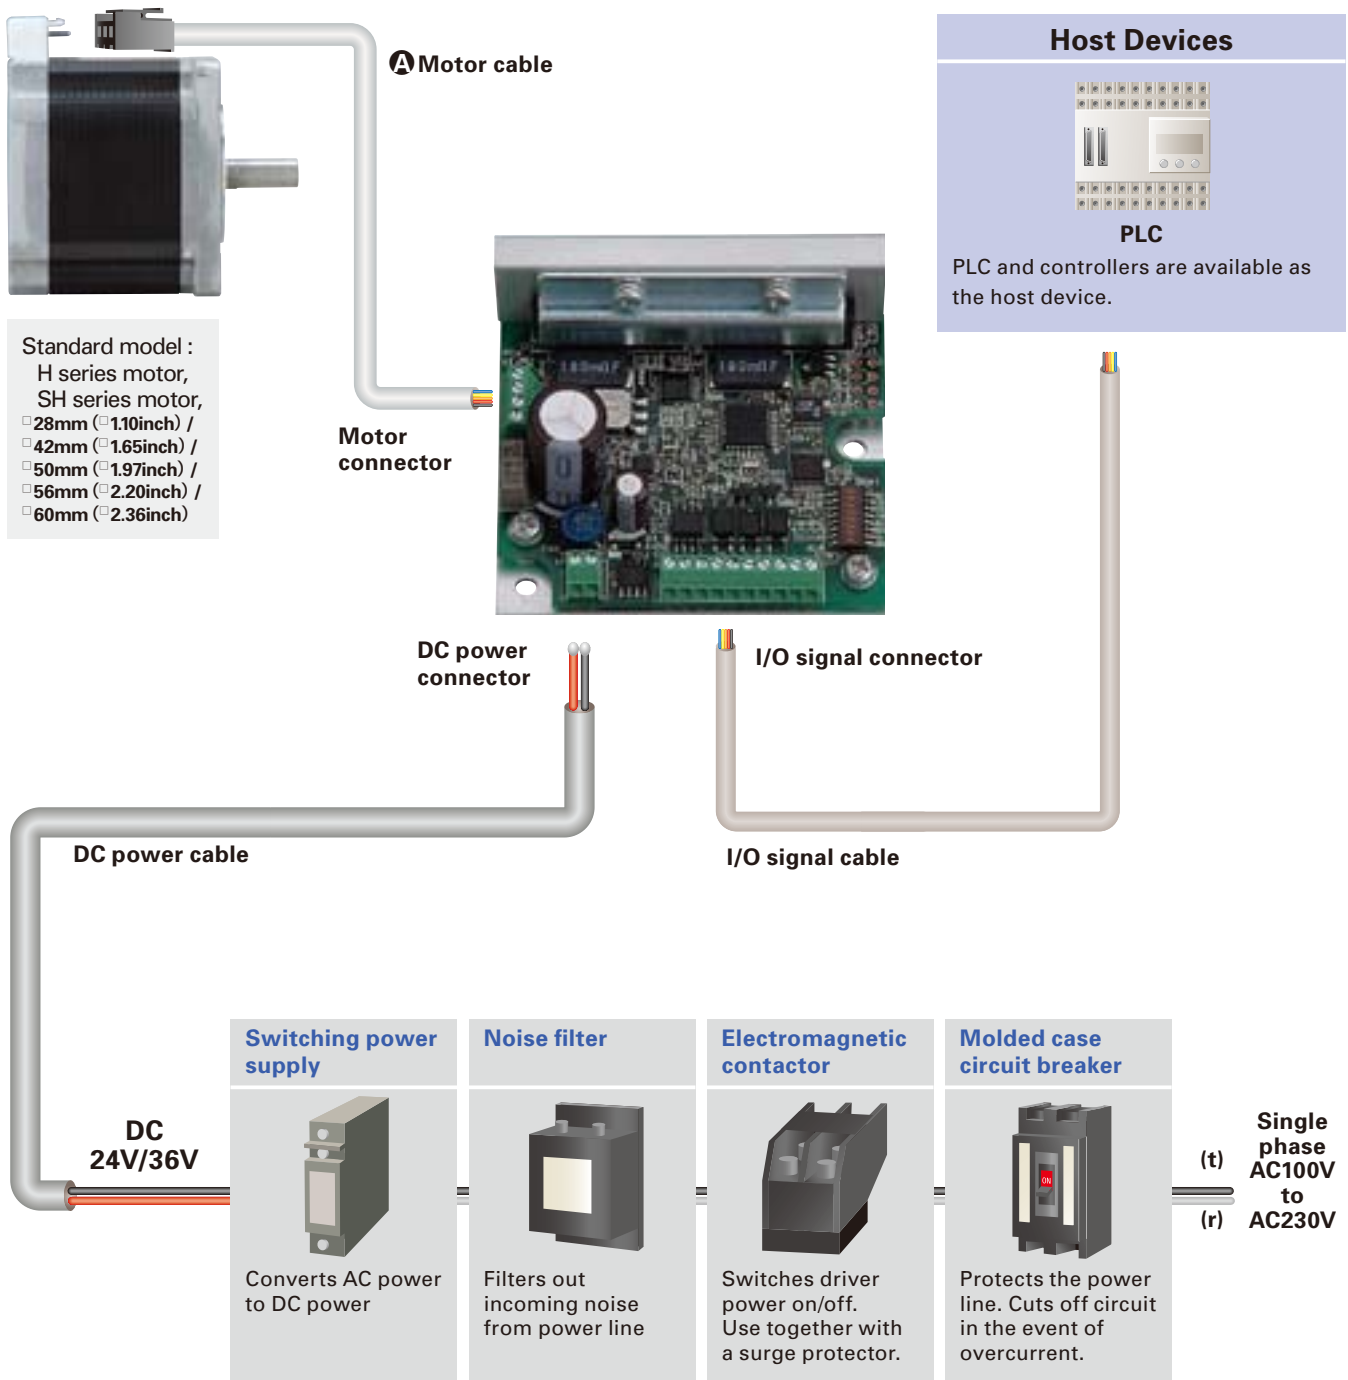 Host Devices
A Motor cable
PLC
PLC and controllers are available as
the host device.
Standard model :
H series motor,
SH series motor,
□28mm (□1.10inch) /
□42mm (□1.65inch) /
□50mm (□1.97inch) /
□56mm (□2.20inch) /
□60mm (□2.36inch)
Motor
connector
DC power
connector
I/O signal connector
DC power cable
I/O signal cable
Switching power
supply
Converts AC power
to DC power
Noise filter
Filters out
incoming noise
from power line
Electromagnetic
contactor
Switches driver
power on/off.
Use together with
a surge protector.
Molded case
circuit breaker
ON
Protects the power
line. Cuts off circuit
in the event of
overcurrent.
DC
24V/36V
(t)
(r)
Single
phase
AC100V
to
AC230V